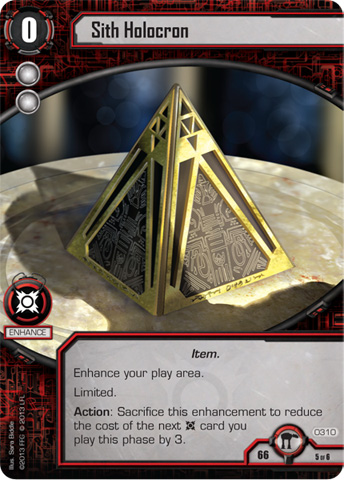 0
Sith Holocron
ENHANCE
Item.
Enhance your play area.
Limited.
Action: Sacrifice this enhancement to reduce
the cost of the next card you
play this phase by 3.
0310
66
5 of 6
Illus. Sara Biddle
©2013 FFG © 2013 LFL